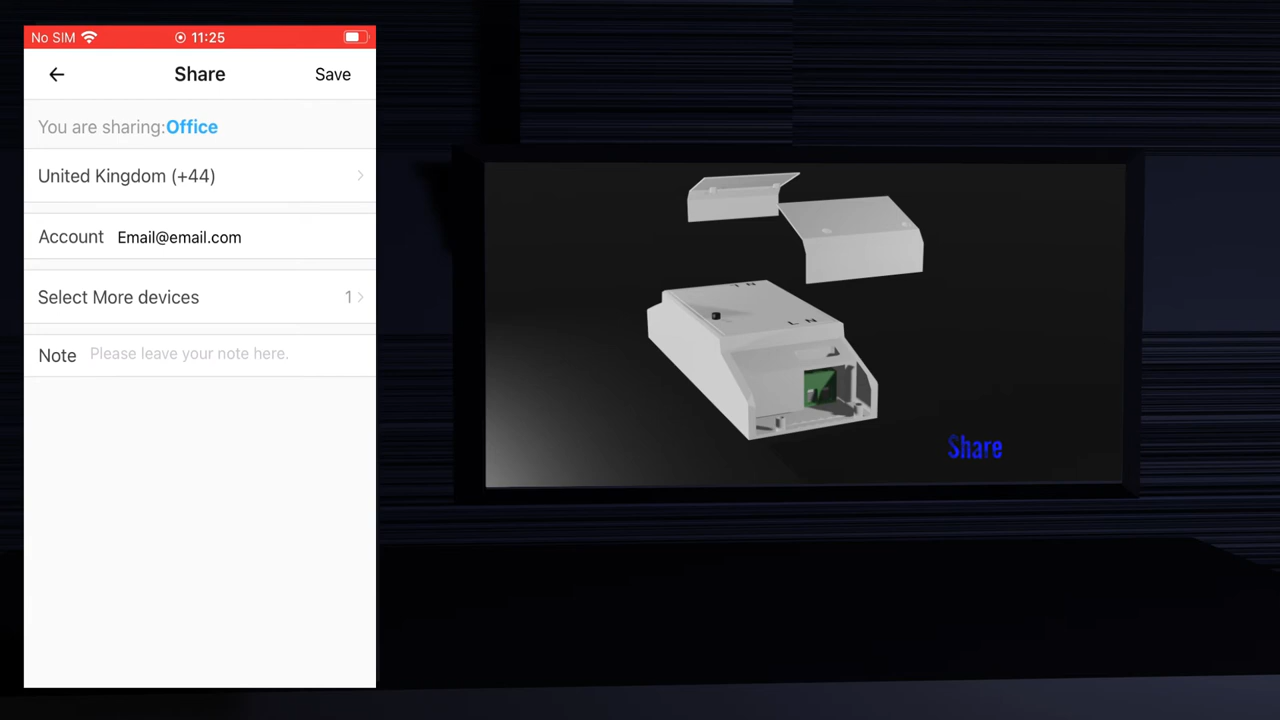 No SIM 11:25
Share Save
You are sharing:Office
United Kingdom (+44)
Account Email@email.com
Select More devices 1
Note Please leave your note here.
L N
Share